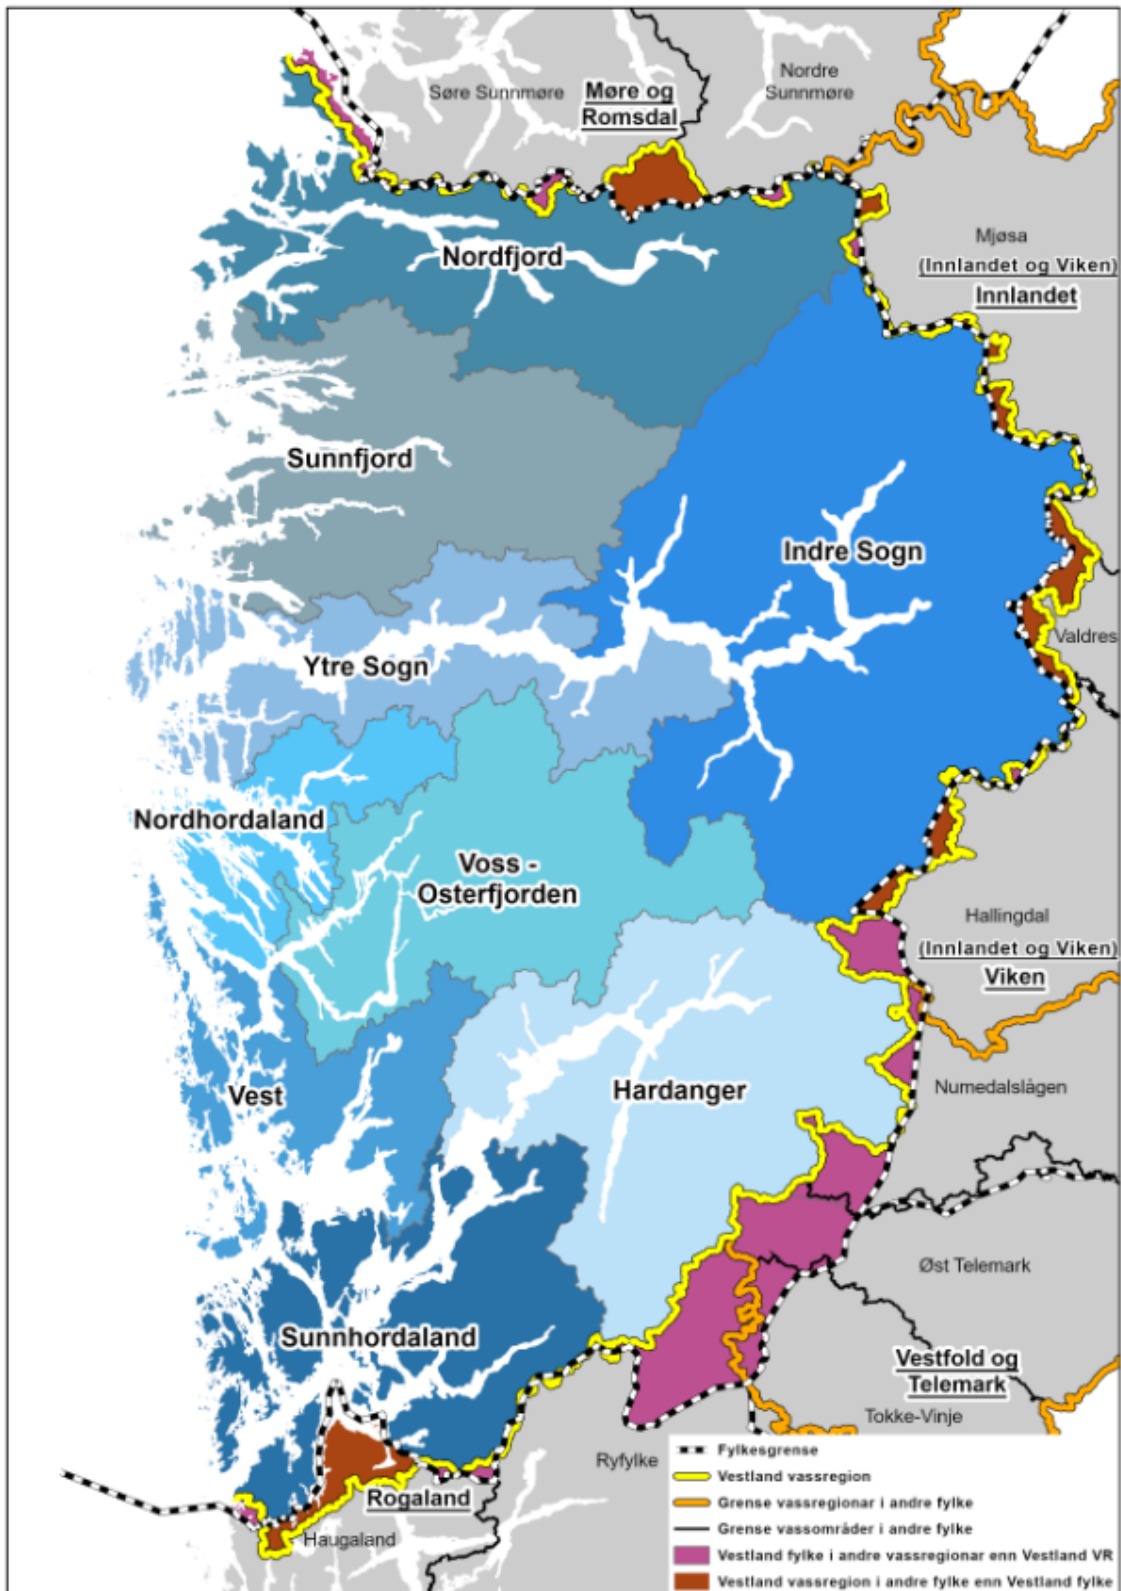 Søre Sunnmøre
Møre og
Romsdal
Nordre
Sunnmøre
Mjøsa
(Innlandet og Viken)
Innlandet
Nordfjord
Sunnfjord
Indre Sogn
Valdres
Ytre Sogn
Nordhordaland
Voss -
Osterfjorden
Hallingdal
(Innlandet og Viken)
Viken
Vest
Hardanger
Numedalslågen
Øst Telemark
Sunnhordaland
Vestfold og
Telemark
Tokke-Vinje
Ryfylke
Rogaland
Haugaland
Fylkesgrense
Vestland vassregion
Grense vassregionar i andre fylke
Grense vassområder i andre fylke
Vestland fylke i andre vassregionar enn Vestland VR
Vestland vassregion i andre fylke enn Vestland fylke